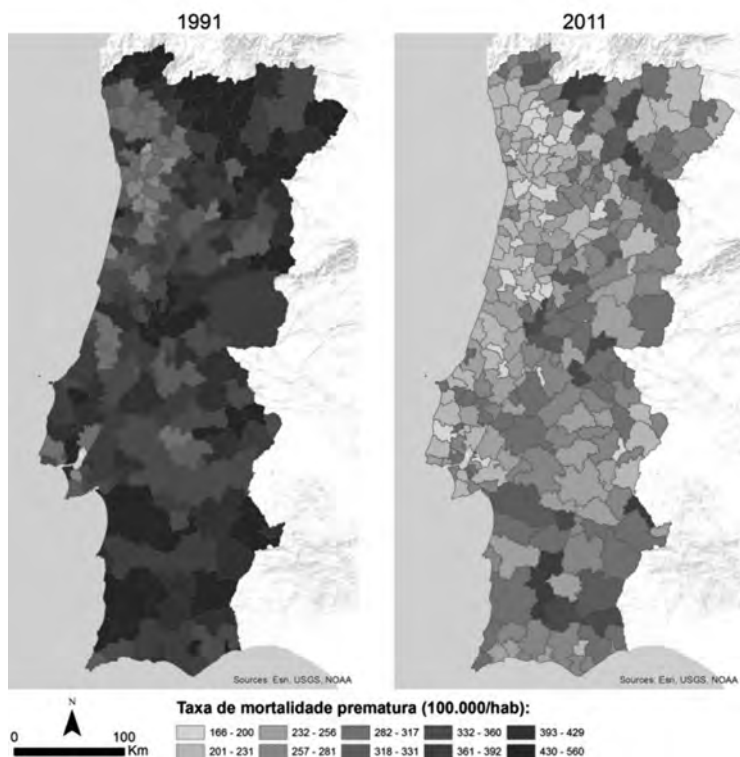 1991
2011
Sources: Esri, USGS, NOAA
Sources: Esri, USGS, NOAA
N
0 100
Km
Taxa de mortalidade prematura (100.000/hab):
166 - 200 232 - 256 282 - 317 332 - 360 393 - 429
201 - 231 257 - 281 318 - 331 361 - 392 430 - 560